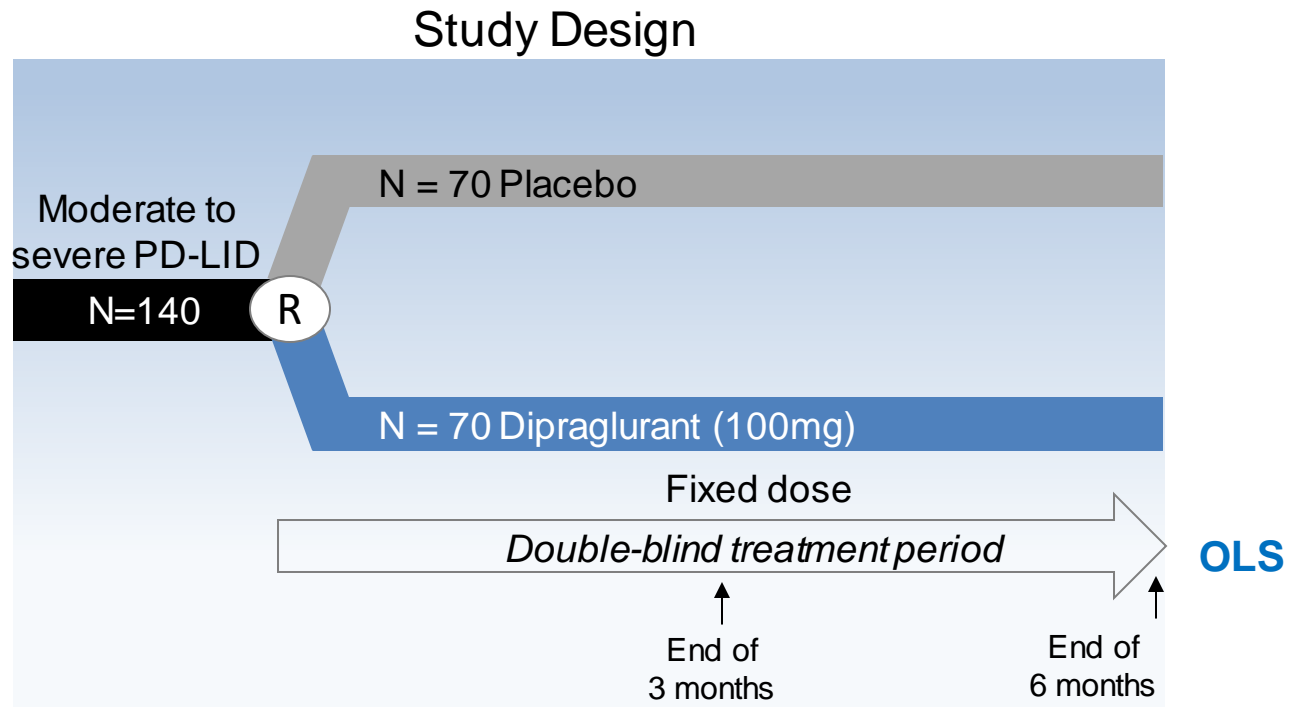 Study Design
N = 70 Placebo
Moderate to
severe PD-LID
N=140
R
N = 70 Dipraglurant (100mg)
Fixed dose
Double-blind treatment period
OLS
End of
3 months
End of
6 months